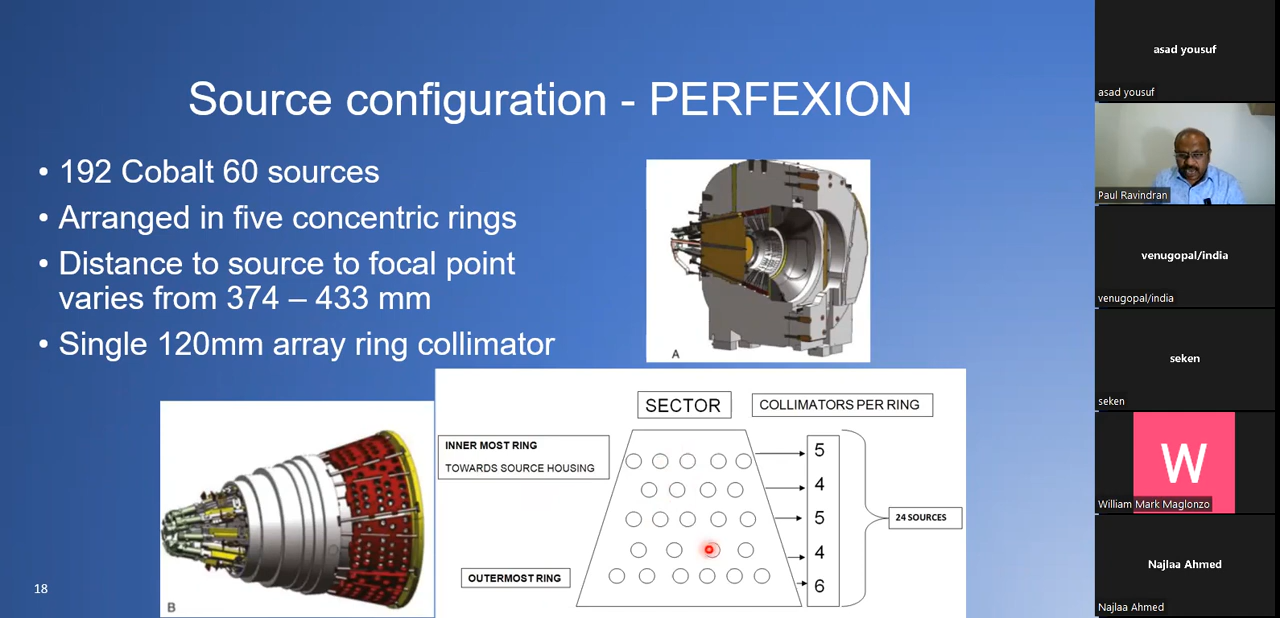 Source configuration - PERFEXION
• 192 Cobalt 60 sources
• Arranged in five concentric rings
• Distance to source to focal point
varies from 374 – 433 mm
• Single 120mm array ring collimator
A
B
SECTOR
COLLIMATORS PER RING
INNER MOST RING
TOWARDS SOURCE HOUSING
5
4
5
4
6
24 SOURCES
OUTERMOST RING
18
asad yousuf
asad yousuf
Paul Ravindran
venugopal/india
venugopal/india
seken
seken
W
William Mark Maglonzo
Najlaa Ahmed
Najlaa Ahmed